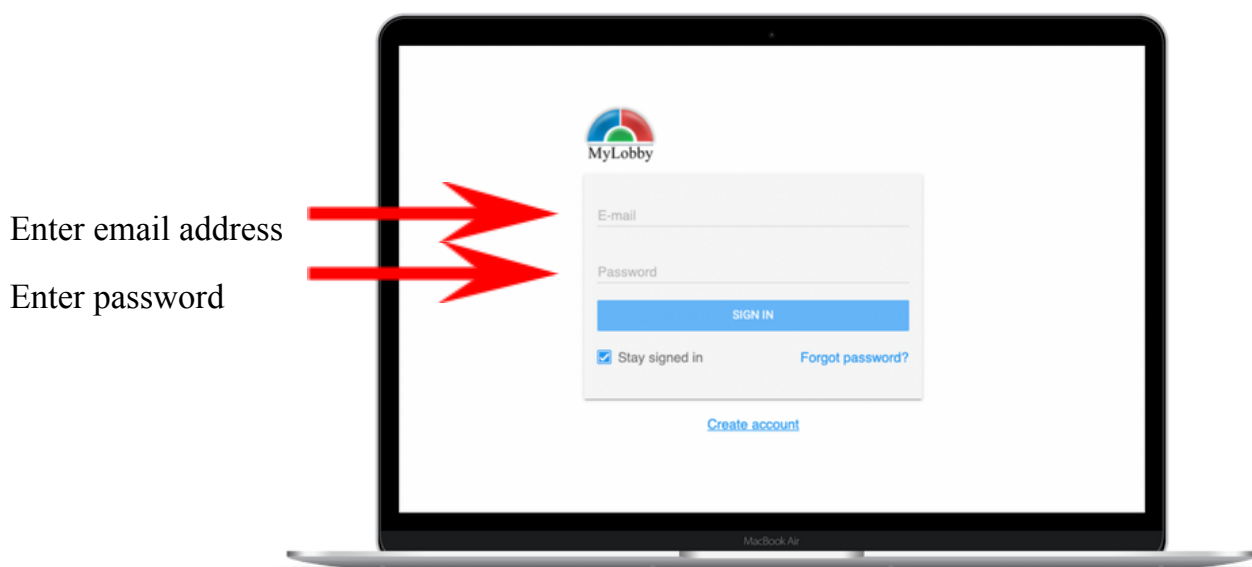 MyLobby
Enter email address
E-mail
Enter password
Password
SIGN IN
Stay signed in
Forgot password?
Create account
MacBook Air